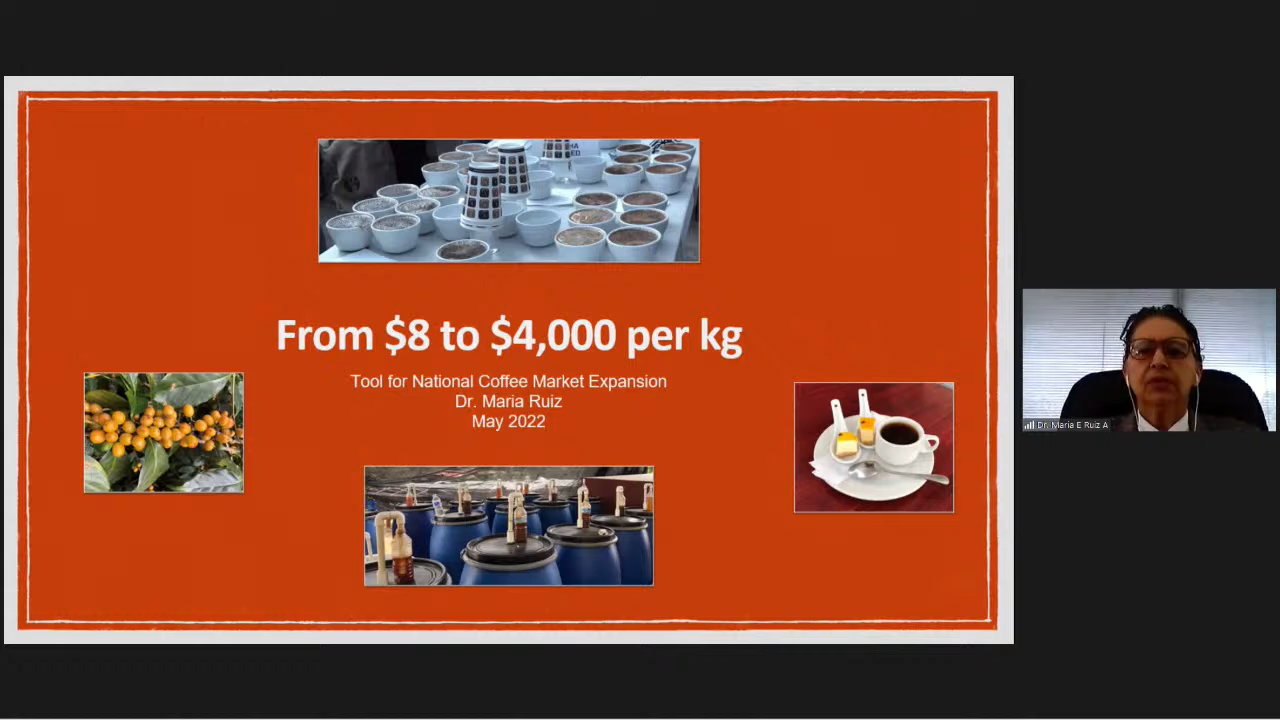 From $8 to $4,000 per kg
Tool for National Coffee Market Expansion
Dr. Maria Ruiz
May 2022
Dr. Maria E Ruiz A